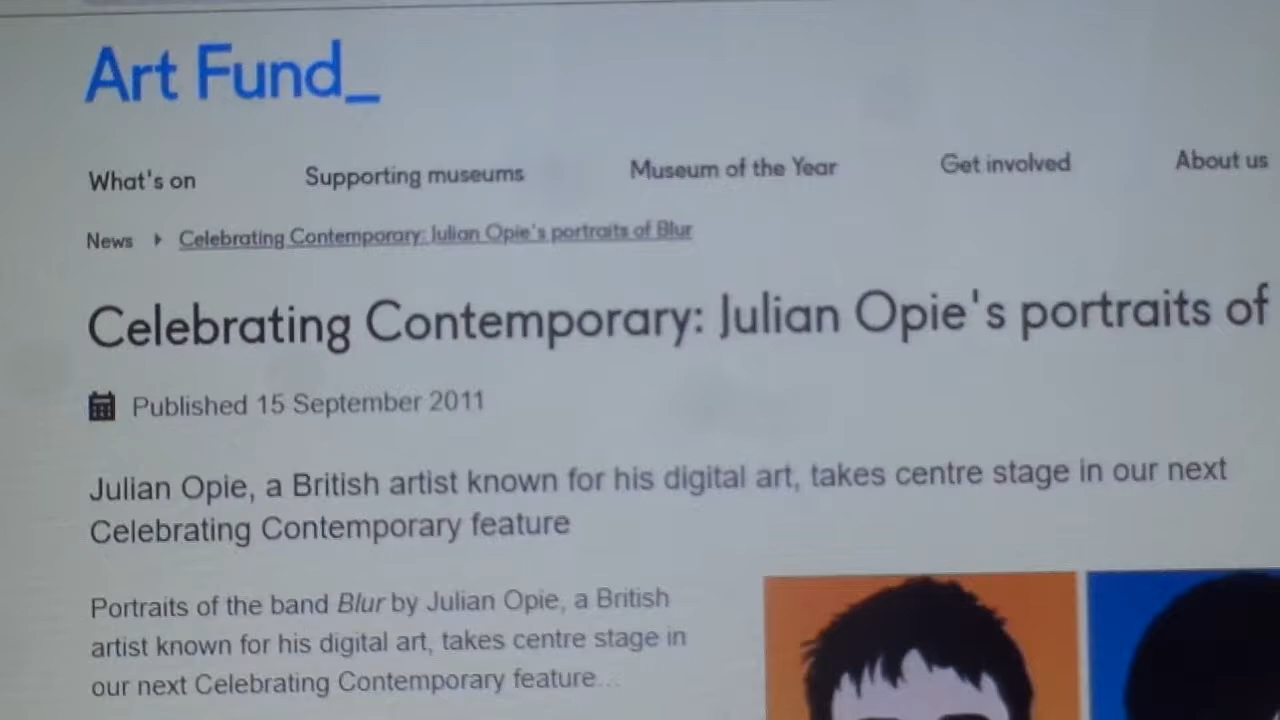 Art Fund_
What's on Supporting museums Museum of the Year Get involved About us
News Celebrating Contemporary: Julian Opie's portraits of Blur
Celebrating Contemporary: Julian Opie's portraits of
Published 15 September 2011
Julian Opie, a British artist known for his digital art, takes centre stage in our next
Celebrating Contemporary feature
Portraits of the band Blur by Julian Opie, a British
artist known for his digital art, takes centre stage in
our next Celebrating Contemporary feature...